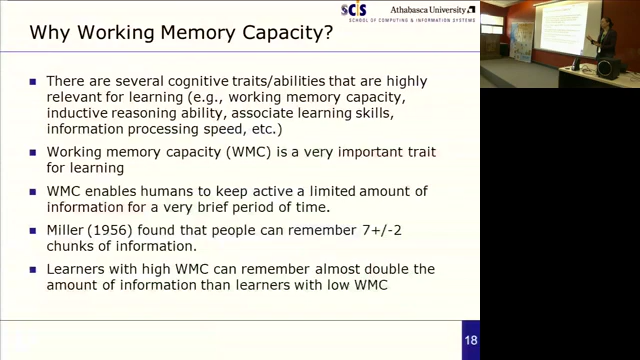 SCIS
SCHOOL OF COMPUTING & INFORMATION SYSTEMS
Athabasca University
Why Working Memory Capacity?
There are several cognitive traits/abilities that are highly
relevant for learning (e.g., working memory capacity,
inductive reasoning ability, associate learning skills,
information processing speed, etc.)
Working memory capacity (WMC) is a very important trait
for learning
WMC enables humans to keep active a limited amount of
information for a very brief period of time.
Miller (1956) found that people can remember 7+/-2
chunks of information.
Learners with high WMC can remember almost double the
amount of information than learners with low WMC
18